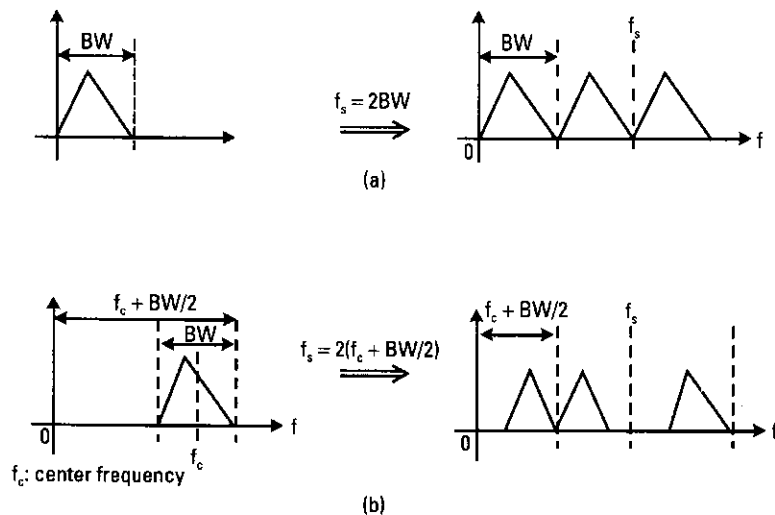 BW
BW
f_s
f_s = 2BW
0
f
(a)
f_c + BW/2
BW
f_s = 2(f_c + BW/2)
f_c + BW/2
f_s
0
f
f_c
0
f
f_c: center frequency
(b)